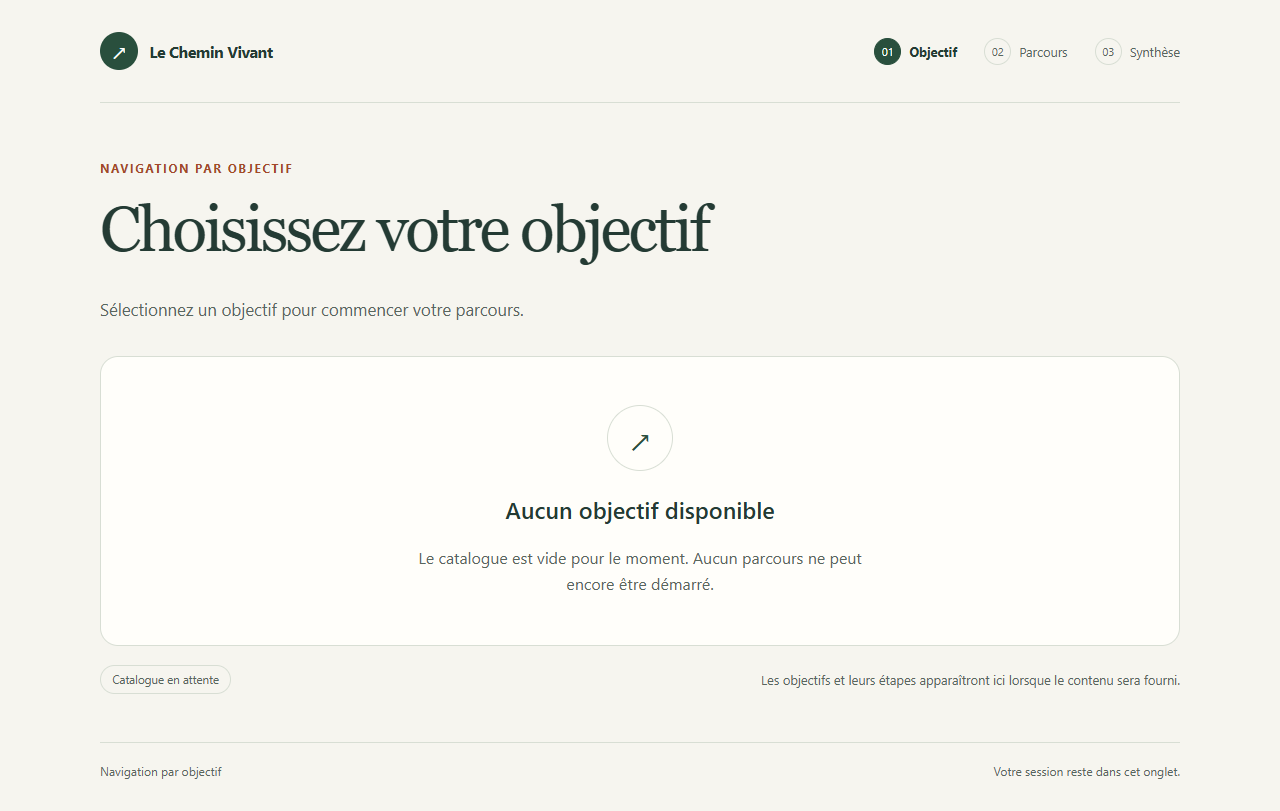 Le Chemin Vivant
01 Objectif 02 Parcours 03 Synthèse
NAVIGATION PAR OBJECTIF
Choisissez votre objectif
Sélectionnez un objectif pour commencer votre parcours.
Aucun objectif disponible
Le catalogue est vide pour le moment. Aucun parcours ne peut
encore être démarré.
Catalogue en attente
Les objectifs et leurs étapes apparaîtront ici lorsque le contenu sera fourni.
Navigation par objectif
Votre session reste dans cet onglet.